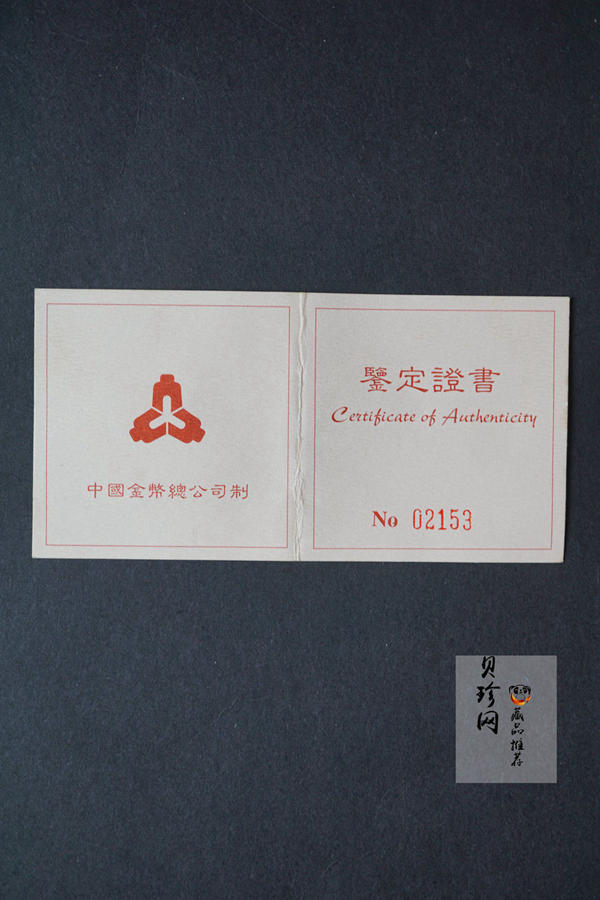 中國金幣總公司制
鑒定證書
Certificate of Authenticity
No 02153
贝珍网
藏品推荐